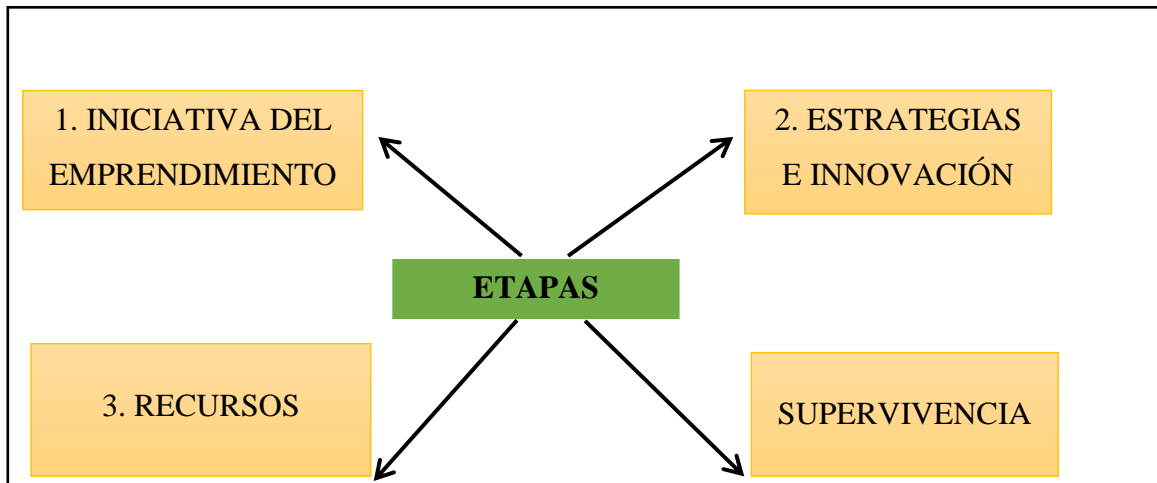 1. INICIATIVA DEL
EMPRENDIMIENTO
2. ESTRATEGIAS
E INNOVACIÓN
ETAPAS
3. RECURSOS
SUPERVIVENCIA